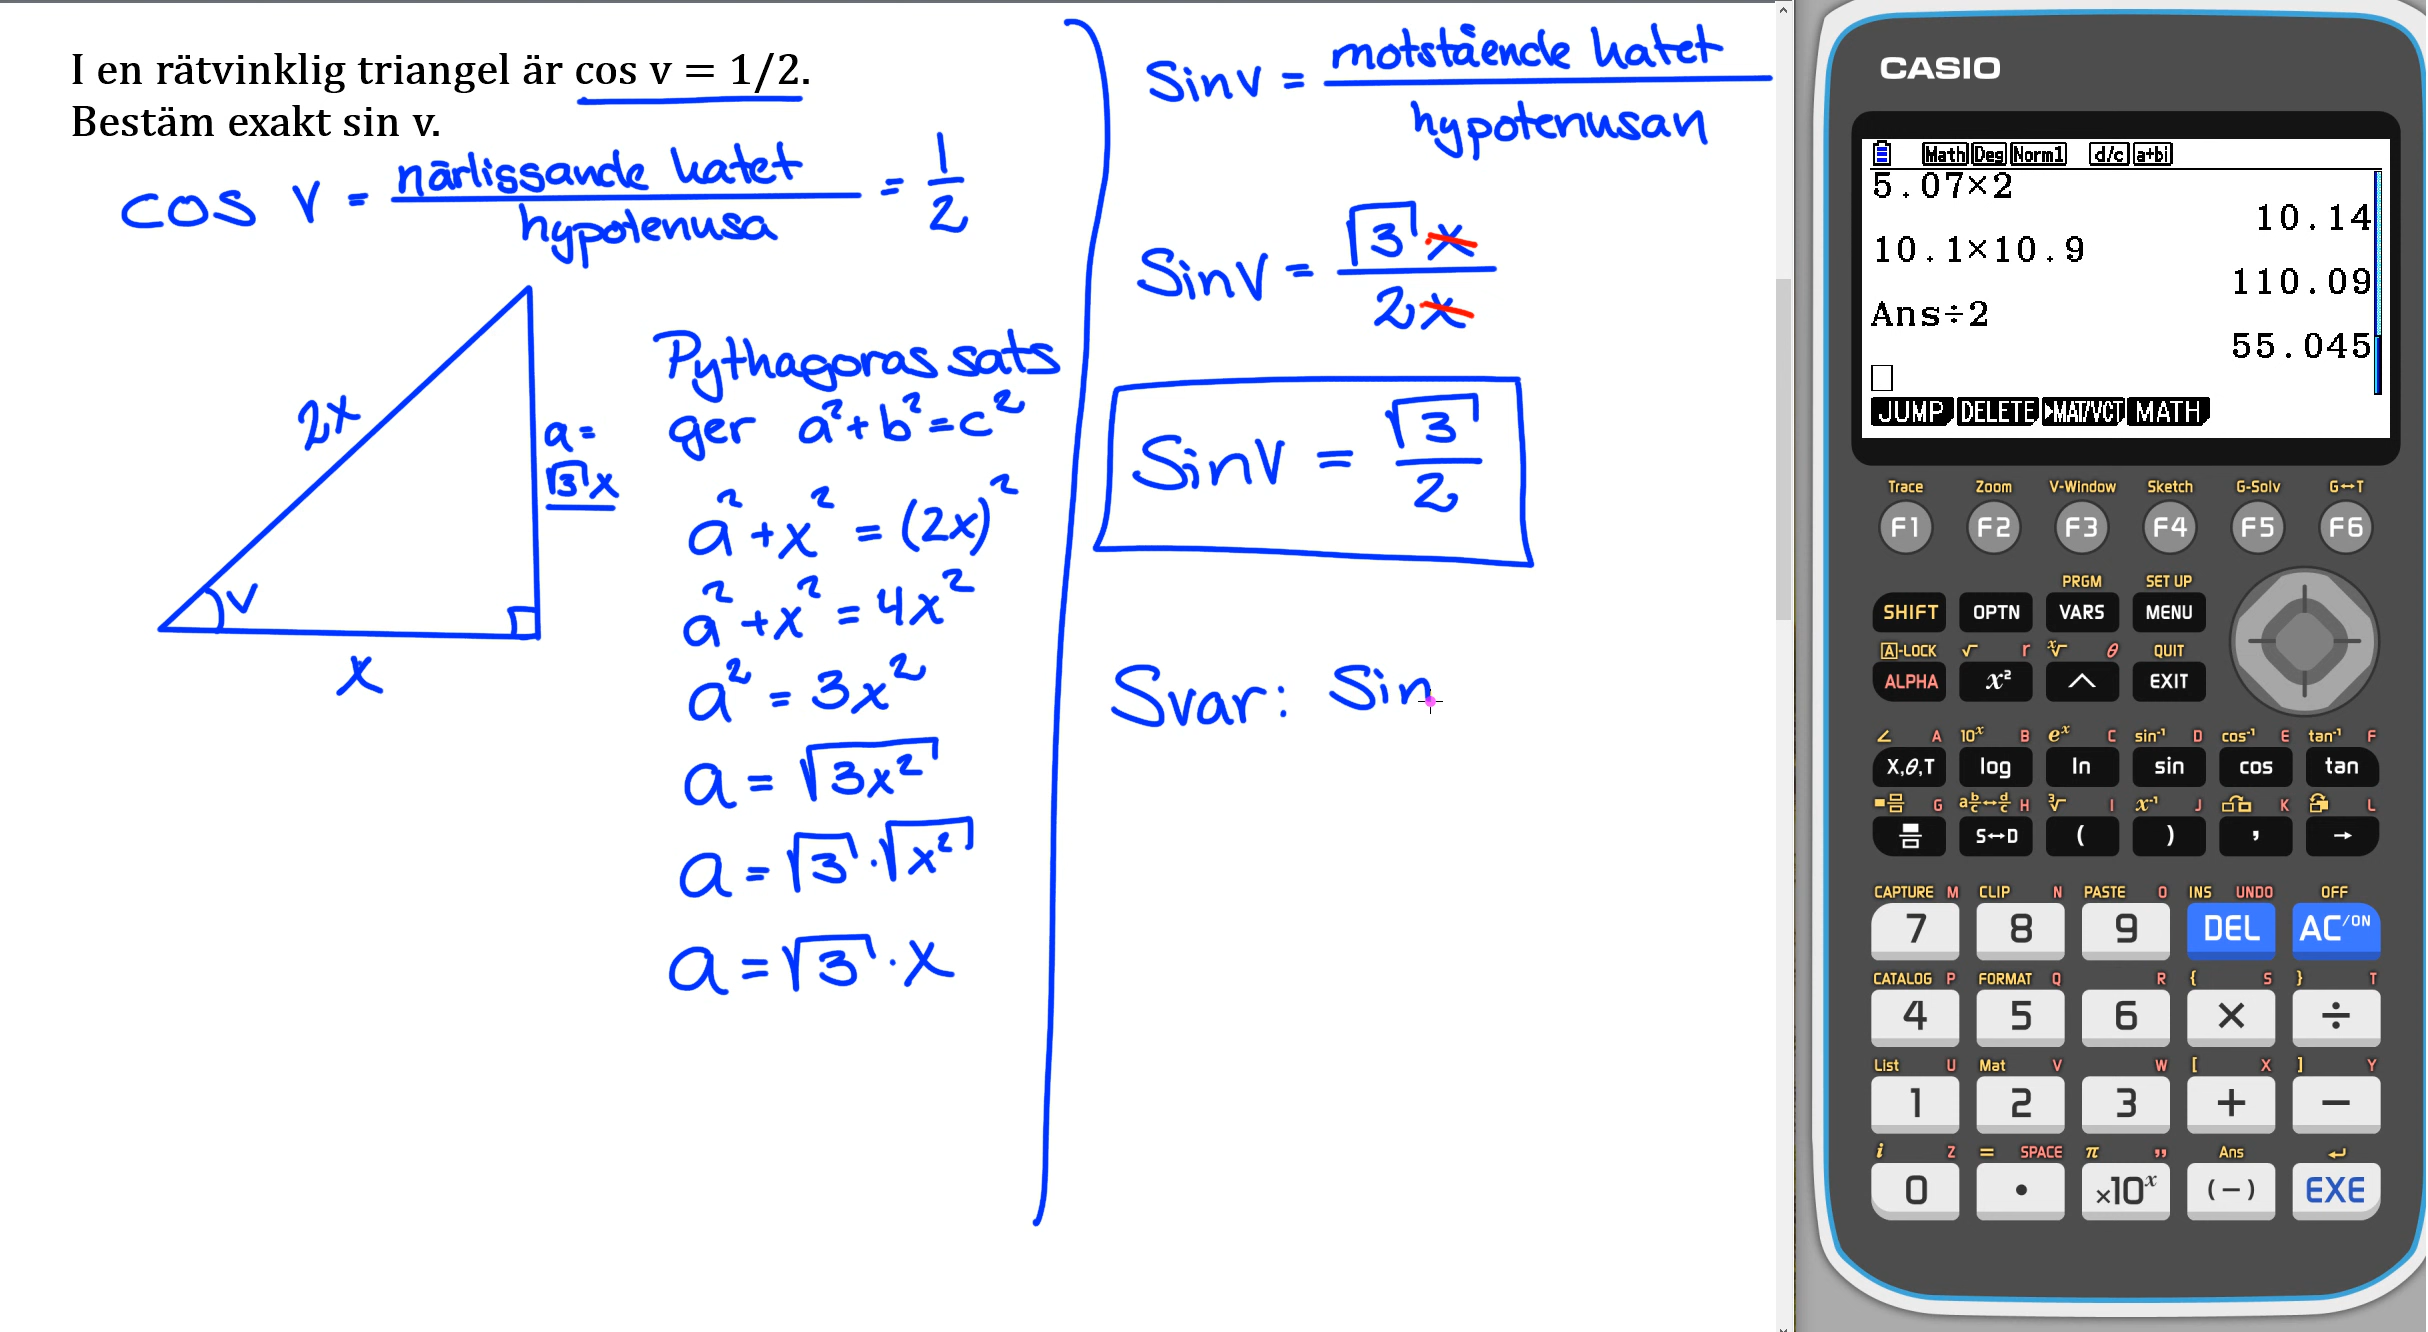 I en rätvinklig triangel är cos v = 1/2.
Bestäm exakt sin v.
cos v = närlissande katet / hypotenusa = 1/2
2x
a =
√3 x
v
x
Pythagoras sats
ger a² + b² = c²
a² + x² = (2x)²
a² + x² = 4x²
a² = 3x²
a = √3x²
a = √3 · √x²
a = √3 · x
Sin v = motstående katet / hypotenusan
Sin v = √3 x / 2x
Sin v = √3 / 2
Svar: Sin
CASIO
Math Deg Norm1 d/c a+bi
5.07×2
10.14
10.1×10.9
110.09
Ans÷2
55.045
JUMP DELETE ▶MAT/VCT MATH
Trace Zoom V-Window Sketch G-Solv G↔T
F1 F2 F3 F4 F5 F6
PRGM SET UP
SHIFT OPTN VARS MENU
A-LOCK √ r ˣ√ θ QUIT
ALPHA x² ^ EXIT
∠ A 10ˣ B eˣ C sin⁻¹ D cos⁻¹ E tan⁻¹ F
X,θ,T log ln sin cos tan
G a b/c↔d/c H ³√ I x⁻¹ J K L
S↔D ( ) , →
CAPTURE M CLIP N PASTE O INS UNDO OFF
7 8 9 DEL AC/ON
CATALOG P FORMAT Q R { S } T
4 5 6 × ÷
List U Mat V W [ X ] Y
1 2 3 + −
i Z = SPACE π " Ans ↵
0 • ×10ˣ (−) EXE